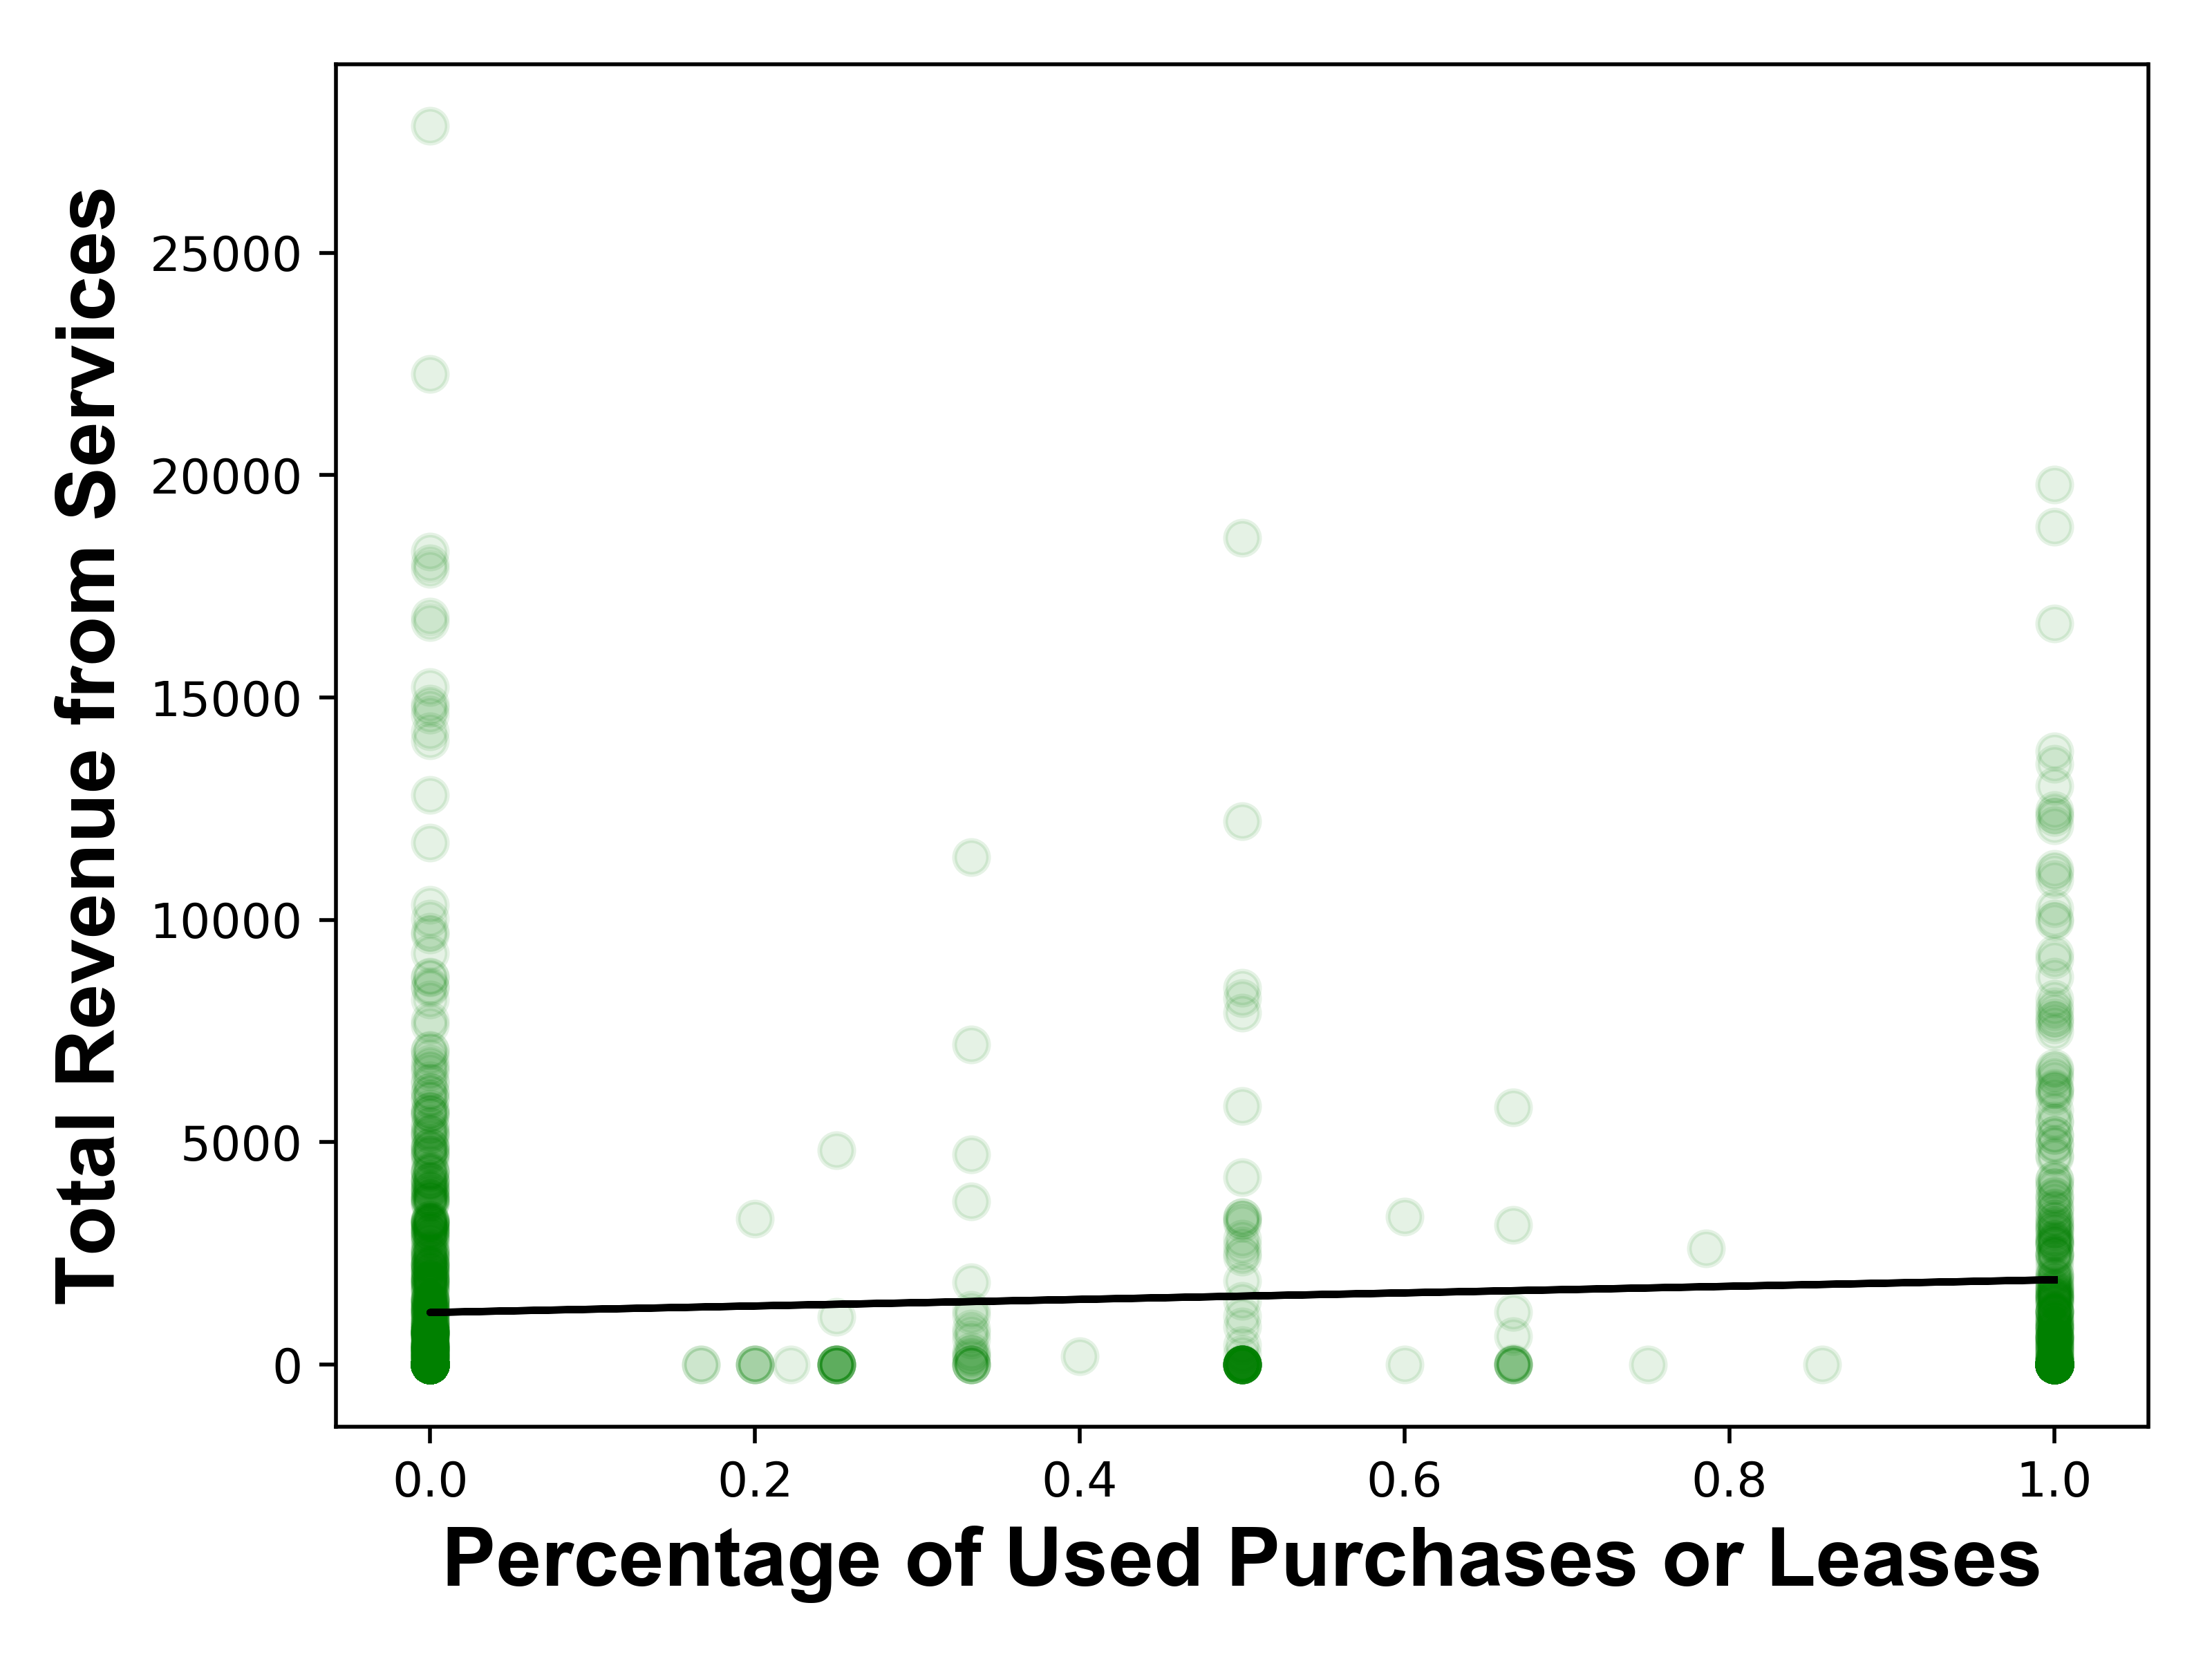 Total Revenue from Services
25000
20000
15000
10000
5000
0
0.0 0.2 0.4 0.6 0.8 1.0
Percentage of Used Purchases or Leases